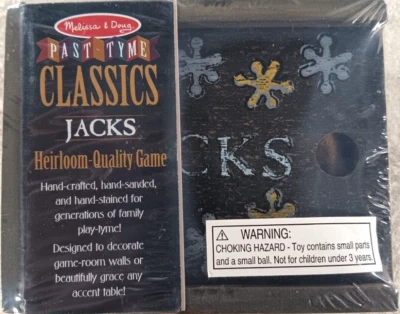 Melissa & Doug
PAST-TYME
CLASSICS
JACKS
Heirloom-Quality Game
Hand-crafted, hand-sanded,
and hand-stained for
generations of family
play-tyme!
Designed to decorate
game-room walls or
beautifully grace any
accent table!
CKS
WARNING:
CHOKING HAZARD - Toy contains small parts
and a small ball. Not for children under 3 years.